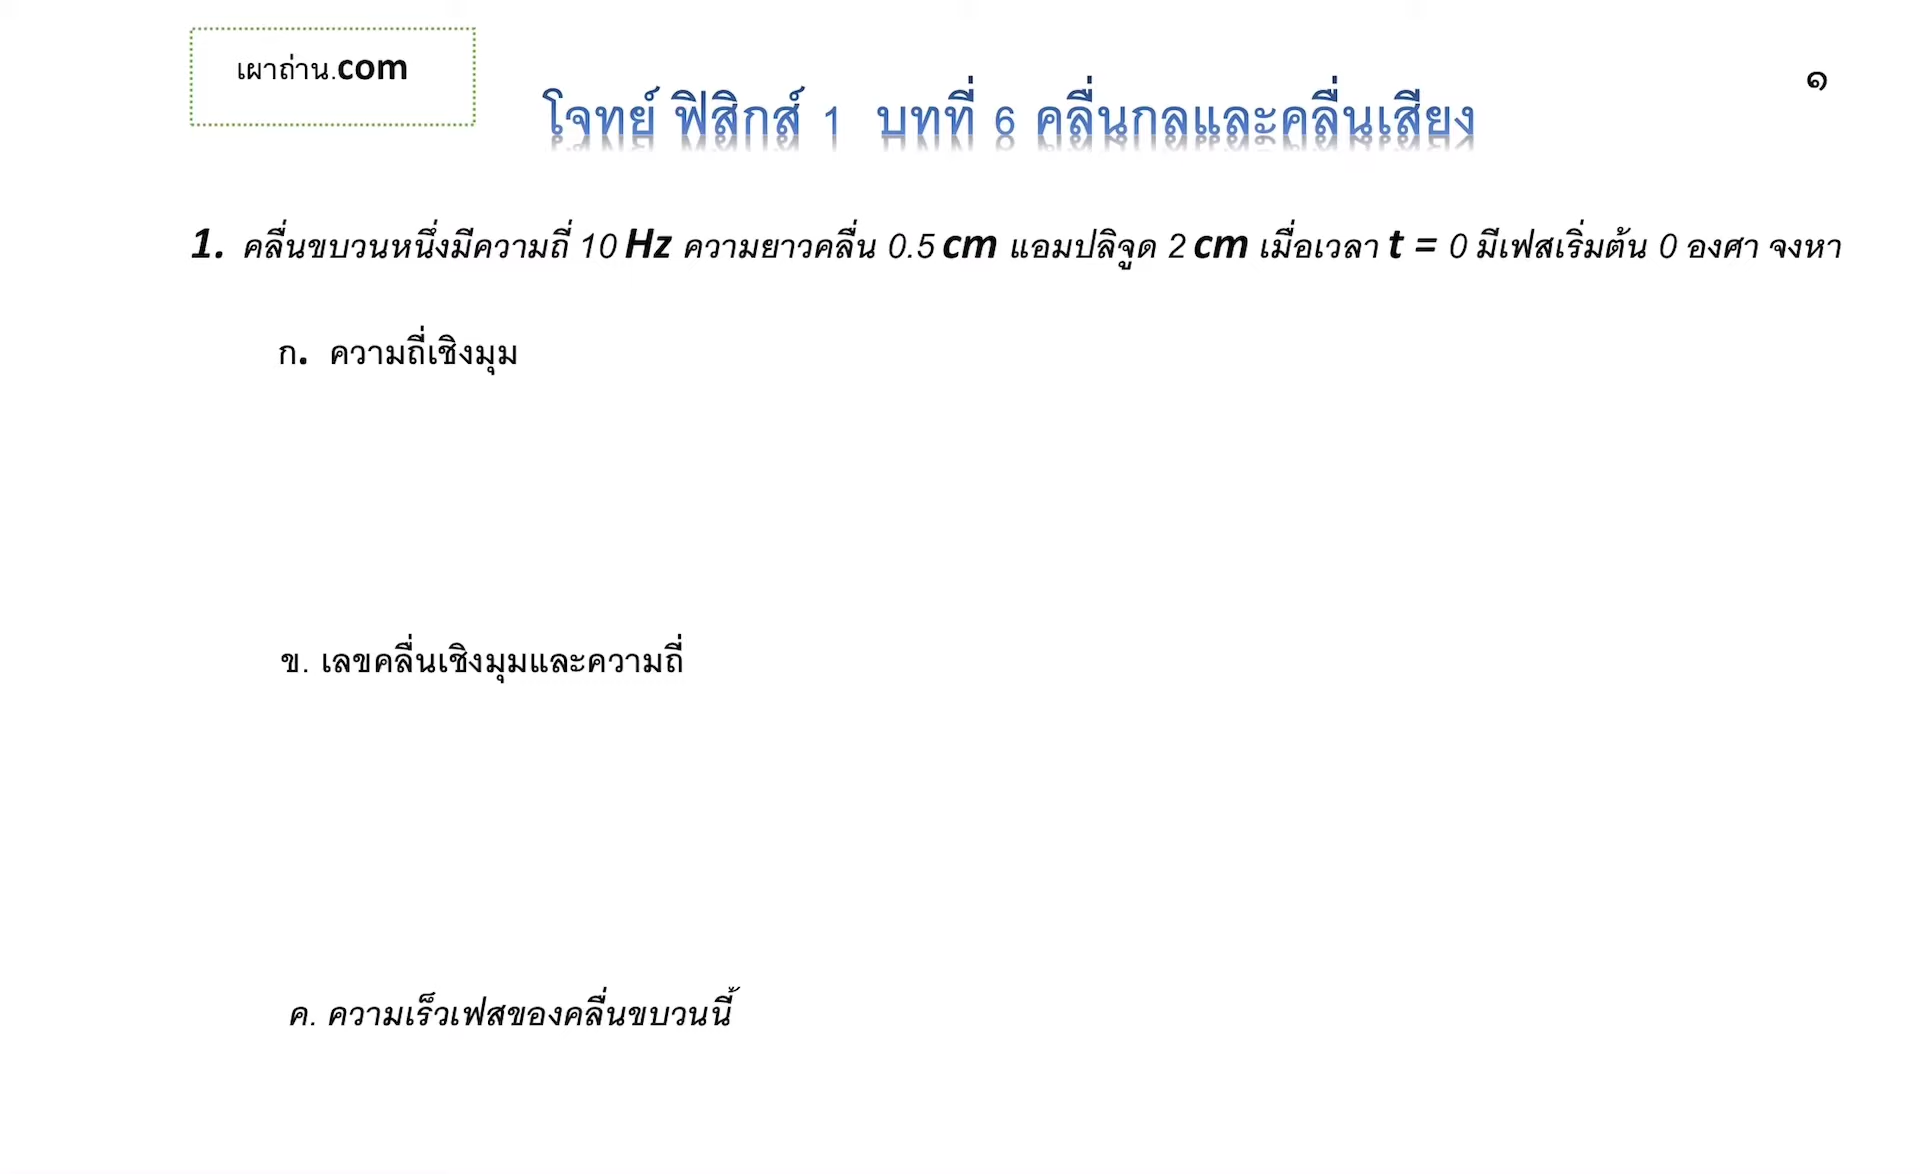 เผาถ่าน.com
๑
โจทย์ ฟิสิกส์ 1 บทที่ 6 คลื่นกลและคลื่นเสียง
1. คลื่นขบวนหนึ่งมีความถี่ 10 Hz ความยาวคลื่น 0.5 cm แอมปลิจูด 2 cm เมื่อเวลา t = 0 มีเฟสเริ่มต้น 0 องศา จงหา
ก. ความถี่เชิงมุม
ข. เลขคลื่นเชิงมุมและความถี่
ค. ความเร็วเฟสของคลื่นขบวนนี้